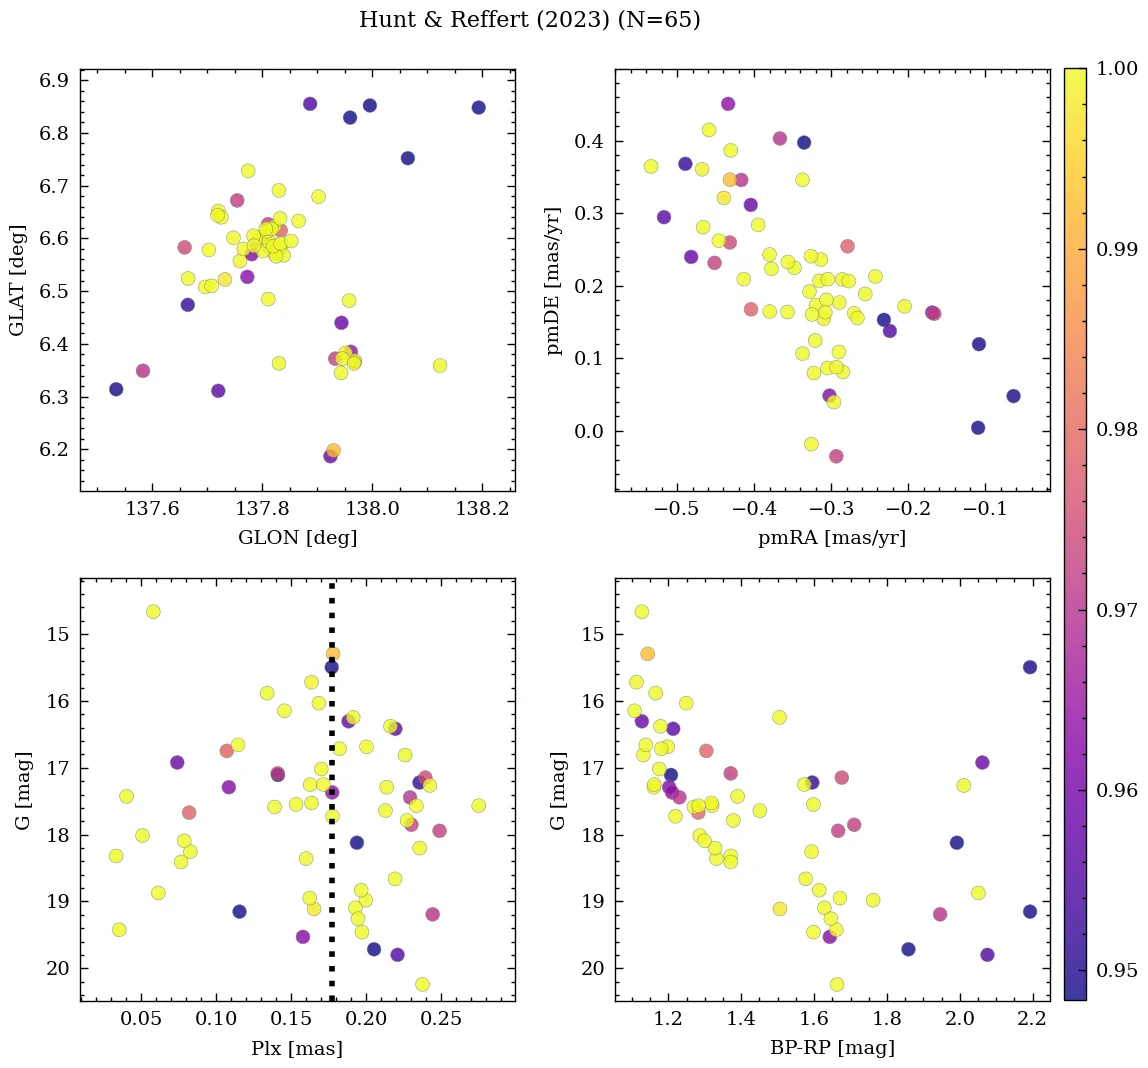 Hunt & Reffert (2023) (N=65)
6.9
6.8
6.7
6.6
6.5
6.4
6.3
6.2
GLAT [deg]
137.6 137.8 138.0 138.2
GLON [deg]
0.4
0.3
0.2
0.1
0.0
pmDE [mas/yr]
−0.5 −0.4 −0.3 −0.2 −0.1
pmRA [mas/yr]
15
16
17
18
19
20
G [mag]
0.05 0.10 0.15 0.20 0.25
Plx [mas]
15
16
17
18
19
20
G [mag]
1.2 1.4 1.6 1.8 2.0 2.2
BP-RP [mag]
1.00
0.99
0.98
0.97
0.96
0.95